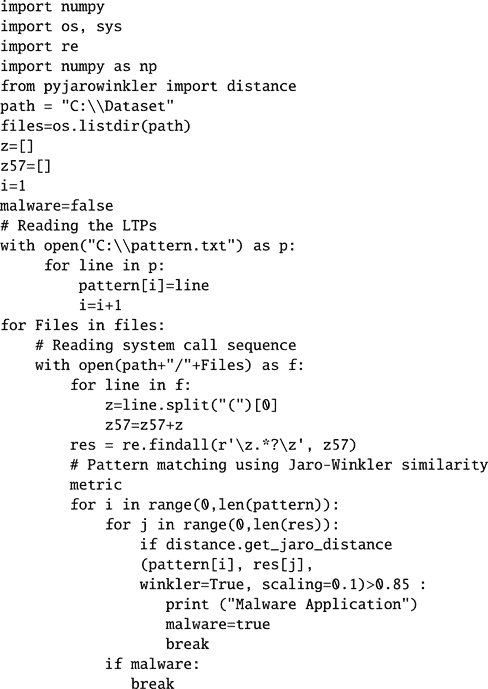 import numpy
import os, sys
import re
import numpy as np
from pyjarowinkler import distance
path = "C:\\Dataset"
files=os.listdir(path)
z=[]
z57=[]
i=1
malware=false
# Reading the LTPs
with open("C:\\pattern.txt") as p:
     for line in p:
         pattern[i]=line
         i=i+1
for Files in files:
    # Reading system call sequence
    with open(path+"/"+Files) as f:
        for line in f:
            z=line.split("(")[0]
            z57=z57+z
        res = re.findall(r'\z.*?\z', z57)
        # Pattern matching using Jaro-Winkler similarity
        metric
        for i in range(0,len(pattern)):
            for j in range(0,len(res)):
                if distance.get_jaro_distance
                (pattern[i], res[j],
                winkler=True, scaling=0.1)>0.85 :
                   print ("Malware Application")
                   malware=true
                   break
            if malware:
               break